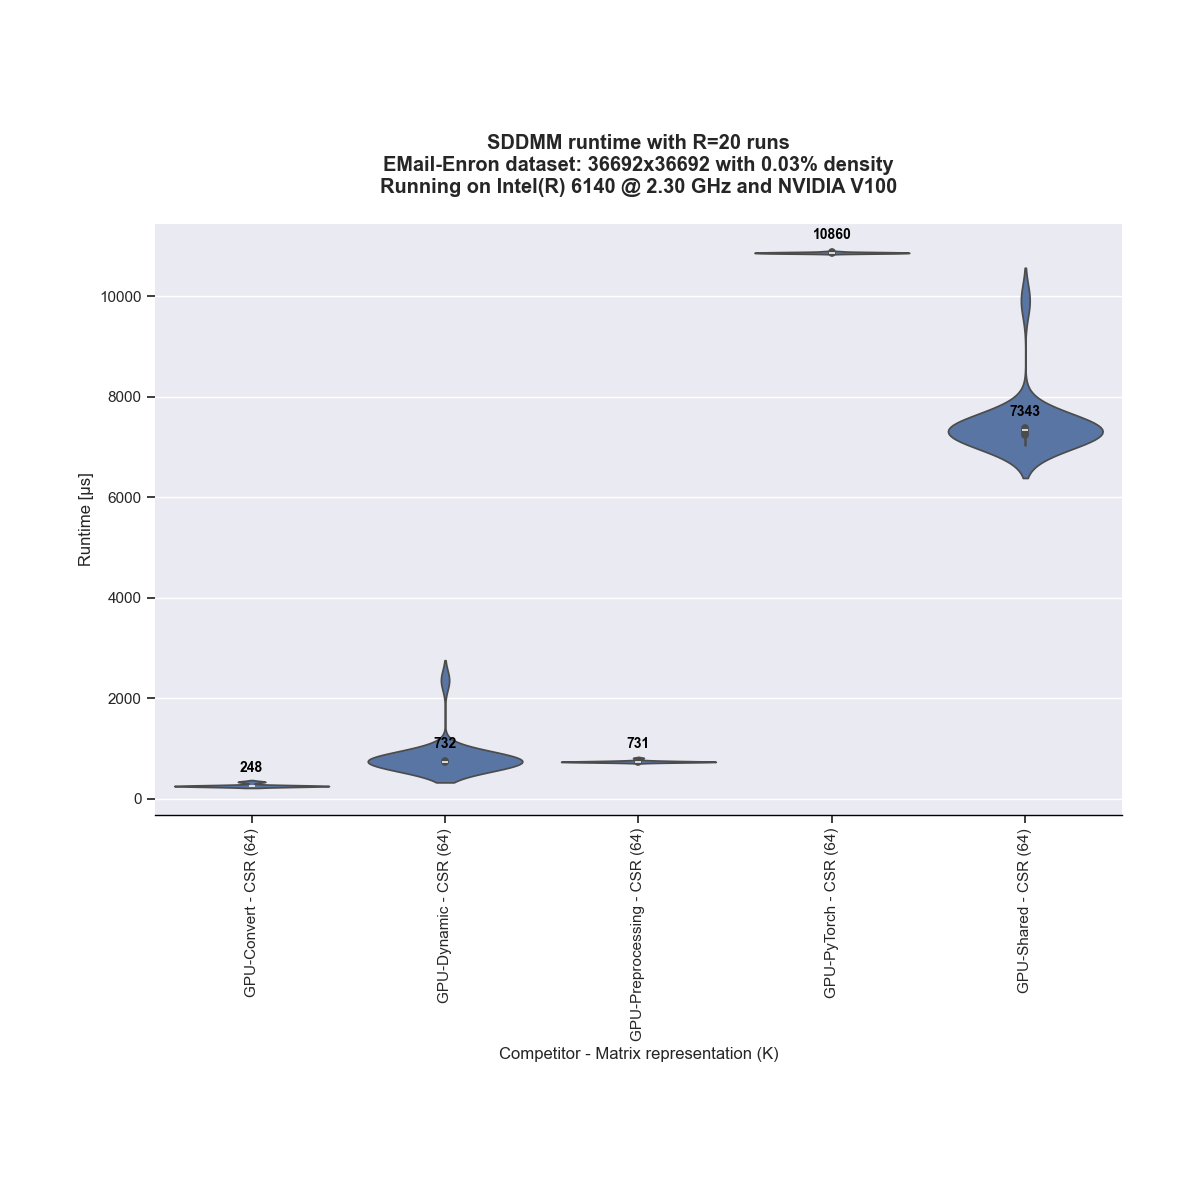 SDDMM runtime with R=20 runs
EMail-Enron dataset: 36692x36692 with 0.03% density
Running on Intel(R) 6140 @ 2.30 GHz and NVIDIA V100
10860
10000
8000
7343
6000
Runtime [µs]
4000
2000
732
731
248
0
GPU-Convert - CSR (64)
GPU-Dynamic - CSR (64)
GPU-Preprocessing - CSR (64)
GPU-PyTorch - CSR (64)
GPU-Shared - CSR (64)
Competitor - Matrix representation (K)